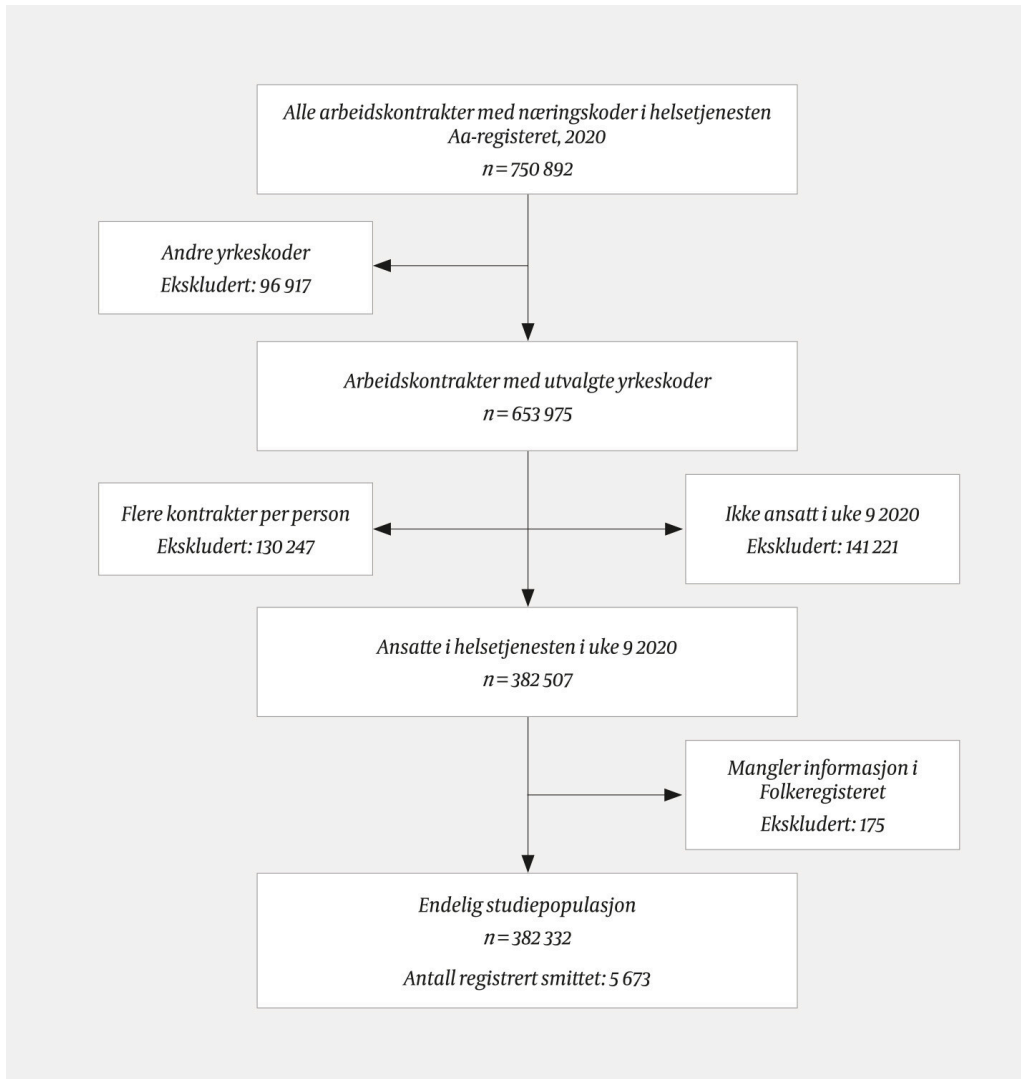 Alle arbeidskontrakter med næringskoder i helsetjenesten
Aa-registeret, 2020
n = 750 892
Andre yrkeskoder
Ekskludert: 96 917
Arbeidskontrakter med utvalgte yrkeskoder
n = 653 975
Flere kontrakter per person
Ekskludert: 130 247
Ikke ansatt i uke 9 2020
Ekskludert: 141 221
Ansatte i helsetjenesten i uke 9 2020
n = 382 507
Mangler informasjon i
Folkeregisteret
Ekskludert: 175
Endelig studiepopulasjon
n = 382 332
Antall registrert smittet: 5 673